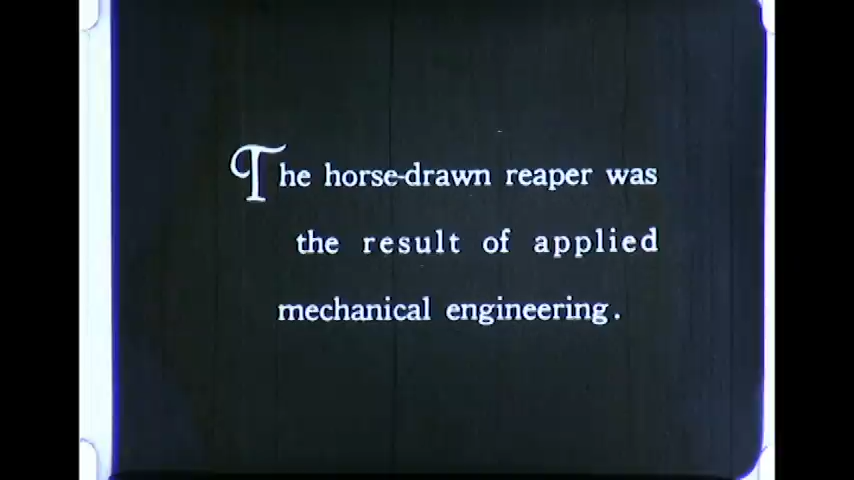 The horse-drawn reaper was
the result of applied
mechanical engineering.